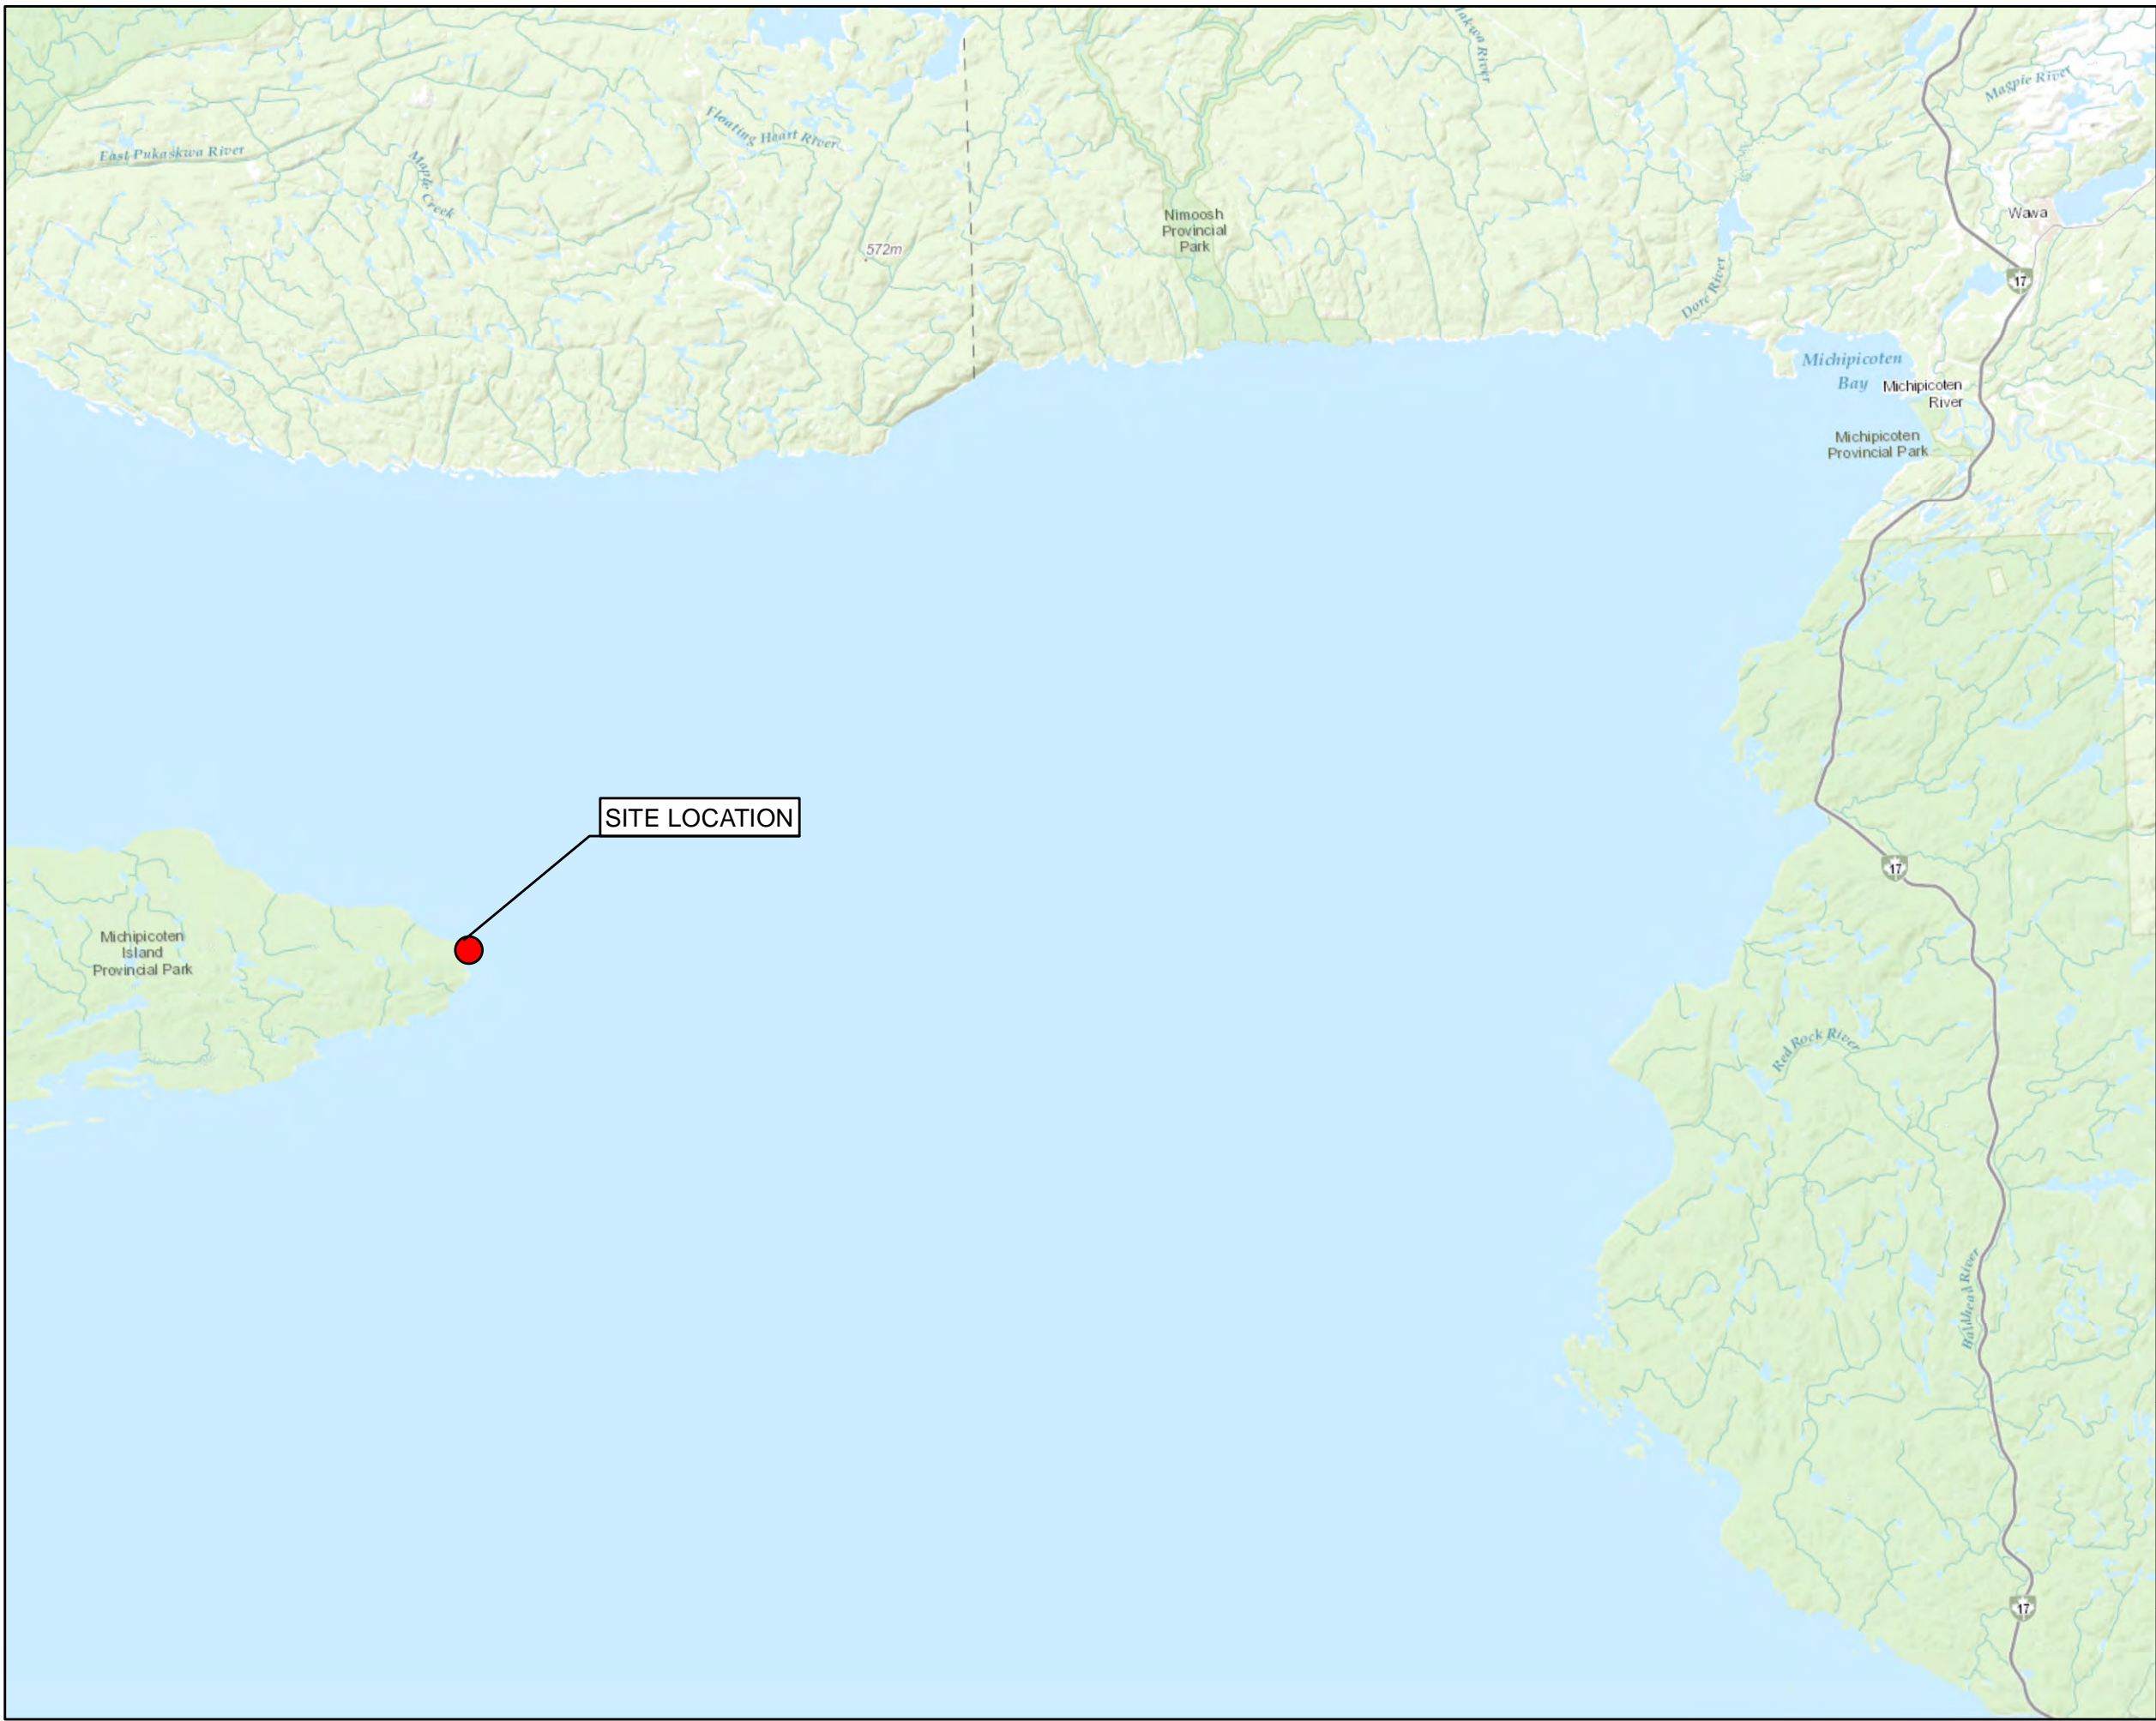 Makwa River
Magpie River
Floating Heart River
East Pukaskwa River
Maple
Creek
Wawa
Nimoosh
Provincial
Park
572m
Dore River
17
Michipicoten
Bay
Michipicoten
River
Michipicoten
Provincial Park
SITE LOCATION
17
Michipicoten
Island
Provincial Park
Red Rock River
Baldhead River
17